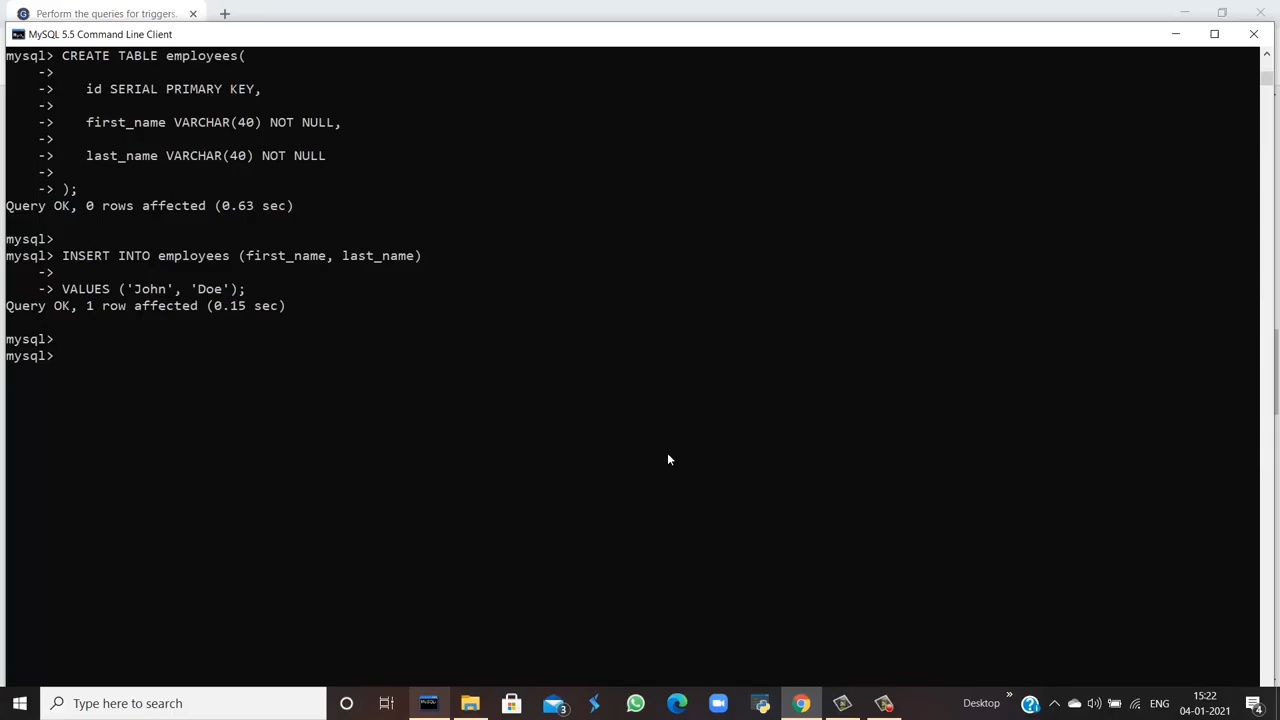 Perform the queries for triggers.
MySQL 5.5 Command Line Client
mysql> CREATE TABLE employees(
->
-> id SERIAL PRIMARY KEY,
->
-> first_name VARCHAR(40) NOT NULL,
->
-> last_name VARCHAR(40) NOT NULL
->
-> );
Query OK, 0 rows affected (0.63 sec)
mysql>
mysql> INSERT INTO employees (first_name, last_name)
->
-> VALUES ('John', 'Doe');
Query OK, 1 row affected (0.15 sec)
mysql>
mysql>
Type here to search
3
Desktop
»
ENG
15:22
04-01-2021
4